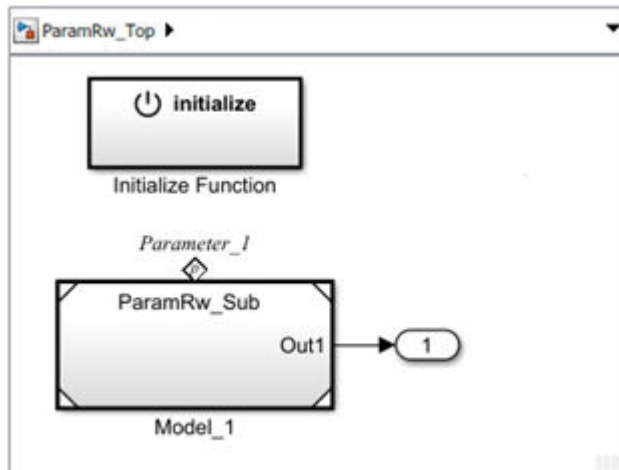 ParamRw_Top
initialize
Initialize Function
Parameter_1
P
ParamRw_Sub
Out1
1
Model_1